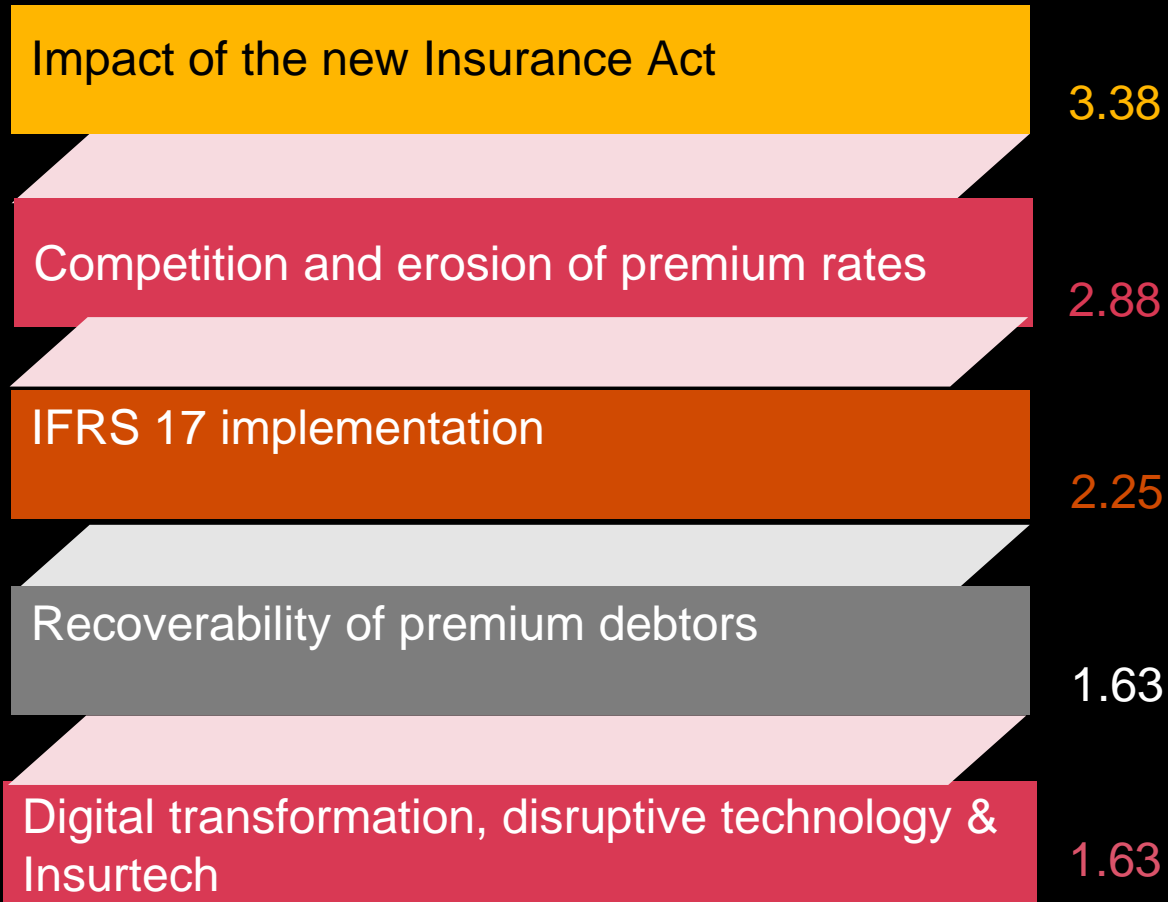 Impact of the new Insurance Act
3.38
Competition and erosion of premium rates
2.88
IFRS 17 implementation
2.25
Recoverability of premium debtors
1.63
Digital transformation, disruptive technology &
Insurtech
1.63